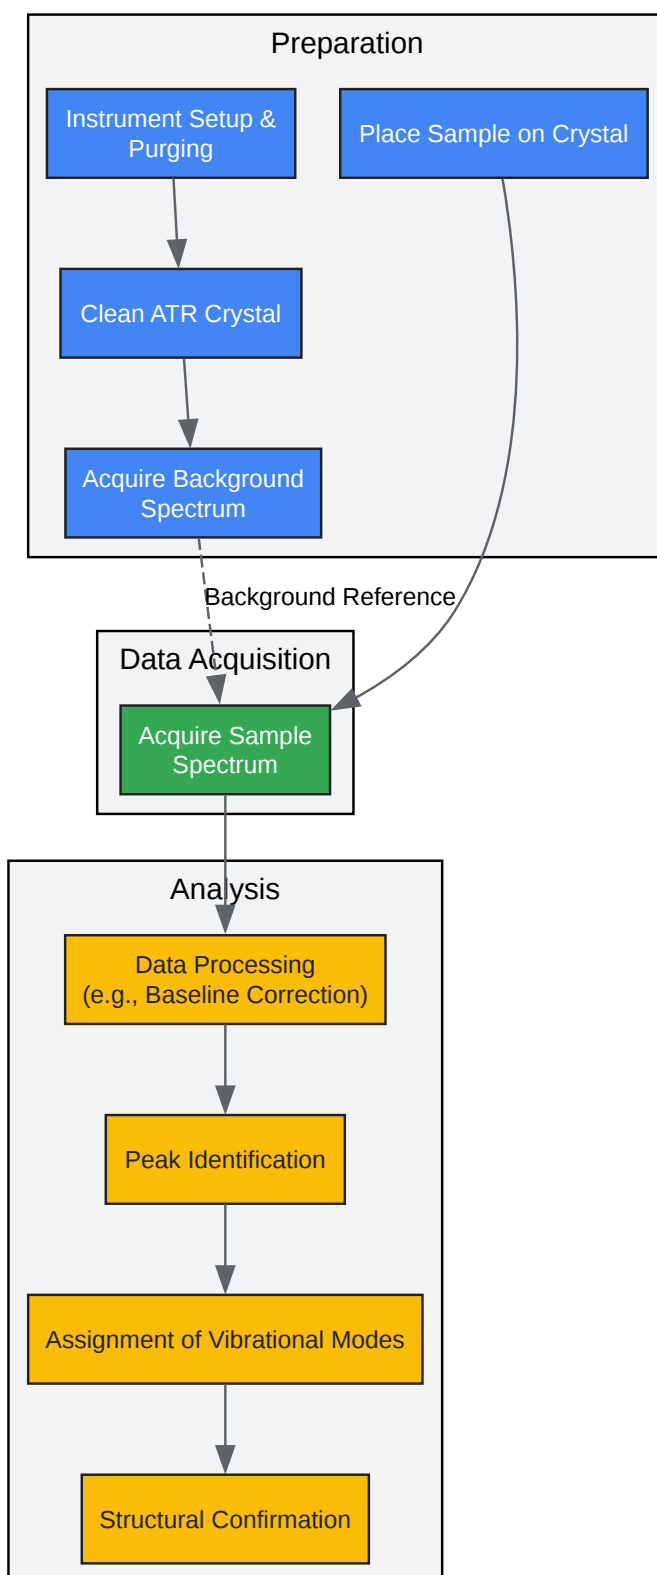 Preparation
Instrument Setup &
Purging
Place Sample on Crystal
Clean ATR Crystal
Acquire Background
Spectrum
Background Reference
Data Acquisition
Acquire Sample
Spectrum
Analysis
Data Processing
(e.g., Baseline Correction)
Peak Identification
Assignment of Vibrational Modes
Structural Confirmation